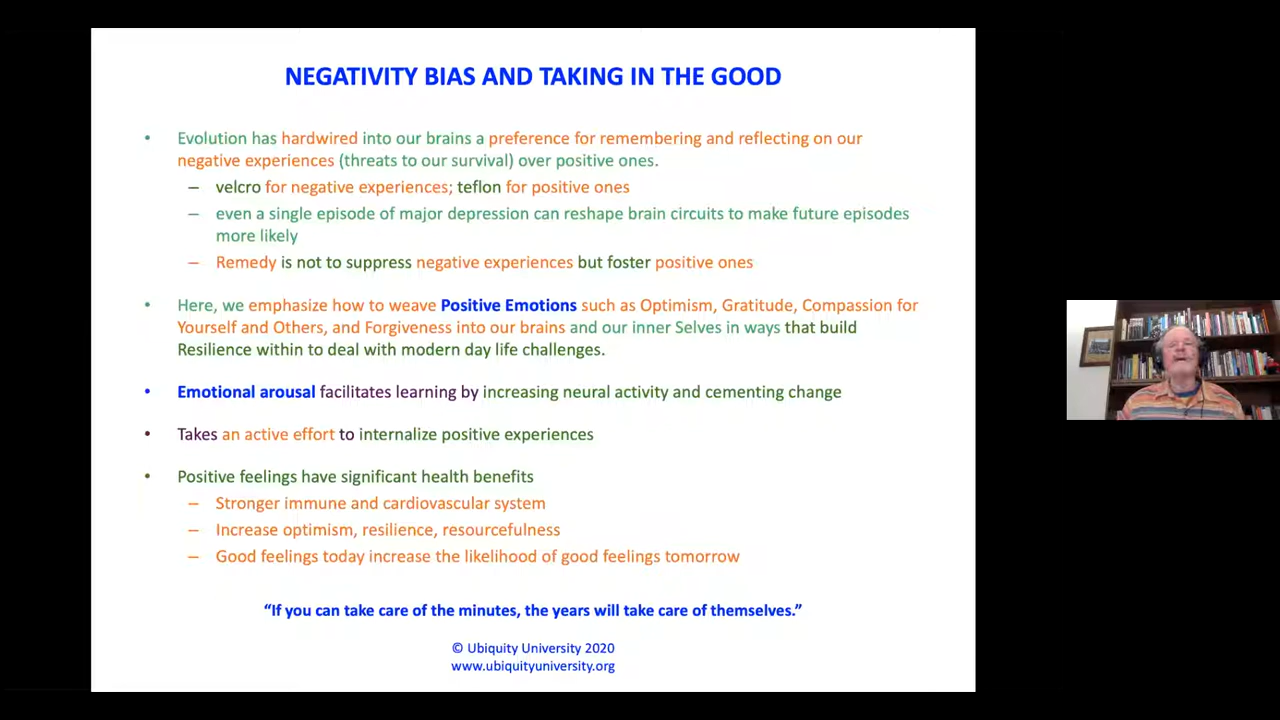 NEGATIVITY BIAS AND TAKING IN THE GOOD
• Evolution has hardwired into our brains a preference for remembering and reflecting on our
negative experiences (threats to our survival) over positive ones.
– velcro for negative experiences; teflon for positive ones
– even a single episode of major depression can reshape brain circuits to make future episodes
more likely
– Remedy is not to suppress negative experiences but foster positive ones
• Here, we emphasize how to weave Positive Emotions such as Optimism, Gratitude, Compassion for
Yourself and Others, and Forgiveness into our brains and our inner Selves in ways that build
Resilience within to deal with modern day life challenges.
• Emotional arousal facilitates learning by increasing neural activity and cementing change
• Takes an active effort to internalize positive experiences
• Positive feelings have significant health benefits
– Stronger immune and cardiovascular system
– Increase optimism, resilience, resourcefulness
– Good feelings today increase the likelihood of good feelings tomorrow
“If you can take care of the minutes, the years will take care of themselves.”
© Ubiquity University 2020
www.ubiquityuniversity.org